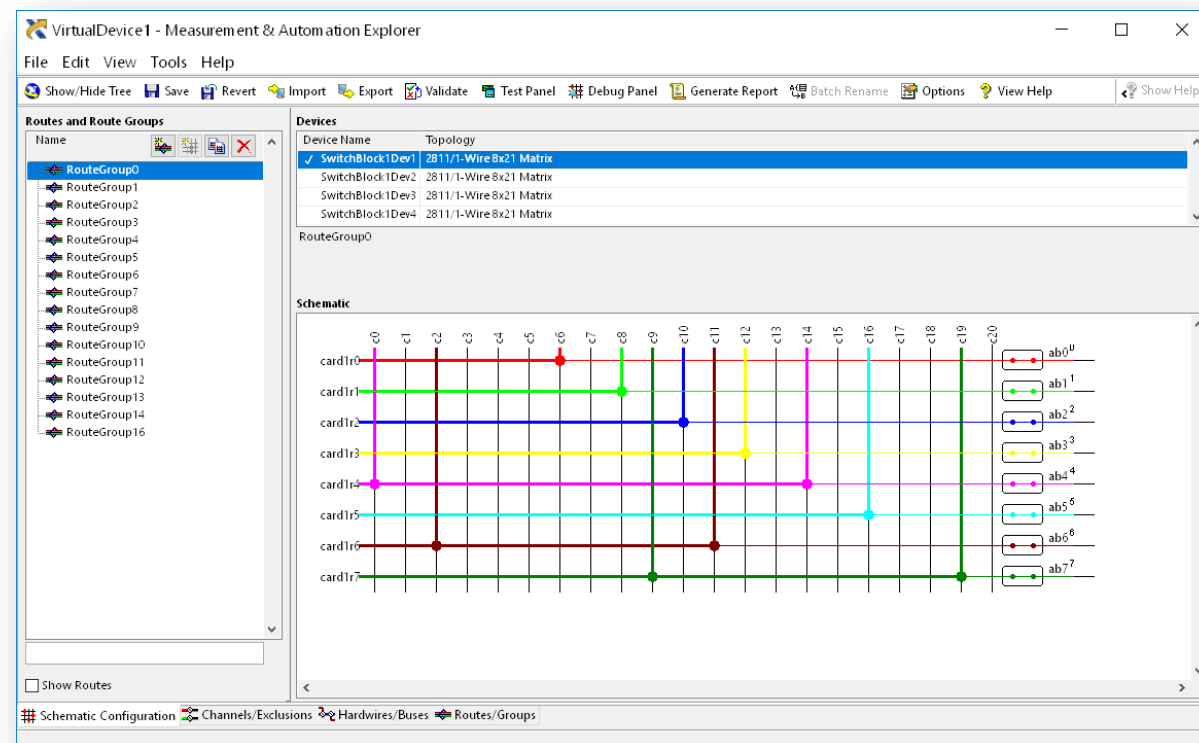 VirtualDevice1 - Measurement & Automation Explorer
File Edit View Tools Help
Show/Hide Tree Save Revert Import Export Validate Test Panel Debug Panel Generate Report Batch Rename Options View Help Show Help
Routes and Route Groups
Name
RouteGroup0
RouteGroup1
RouteGroup2
RouteGroup3
RouteGroup4
RouteGroup5
RouteGroup6
RouteGroup7
RouteGroup8
RouteGroup9
RouteGroup10
RouteGroup11
RouteGroup12
RouteGroup13
RouteGroup14
RouteGroup16
Show Routes
Devices
Device Name Topology
SwitchBlock1Dev1 2811/1-Wire 8x21 Matrix
SwitchBlock1Dev2 2811/1-Wire 8x21 Matrix
SwitchBlock1Dev3 2811/1-Wire 8x21 Matrix
SwitchBlock1Dev4 2811/1-Wire 8x21 Matrix
RouteGroup0
Schematic
c0 c1 c2 c3 c4 c5 c6 c7 c8 c9 c10 c11 c12 c13 c14 c15 c16 c17 c18 c19 c20
card1r0 ab0 0
card1r1 ab1 1
card1r2 ab2 2
card1r3 ab3 3
card1r4 ab4 4
card1r5 ab5 5
card1r6 ab6 6
card1r7 ab7 7
Schematic Configuration Channels/Exclusions Hardwires/Buses Routes/Groups